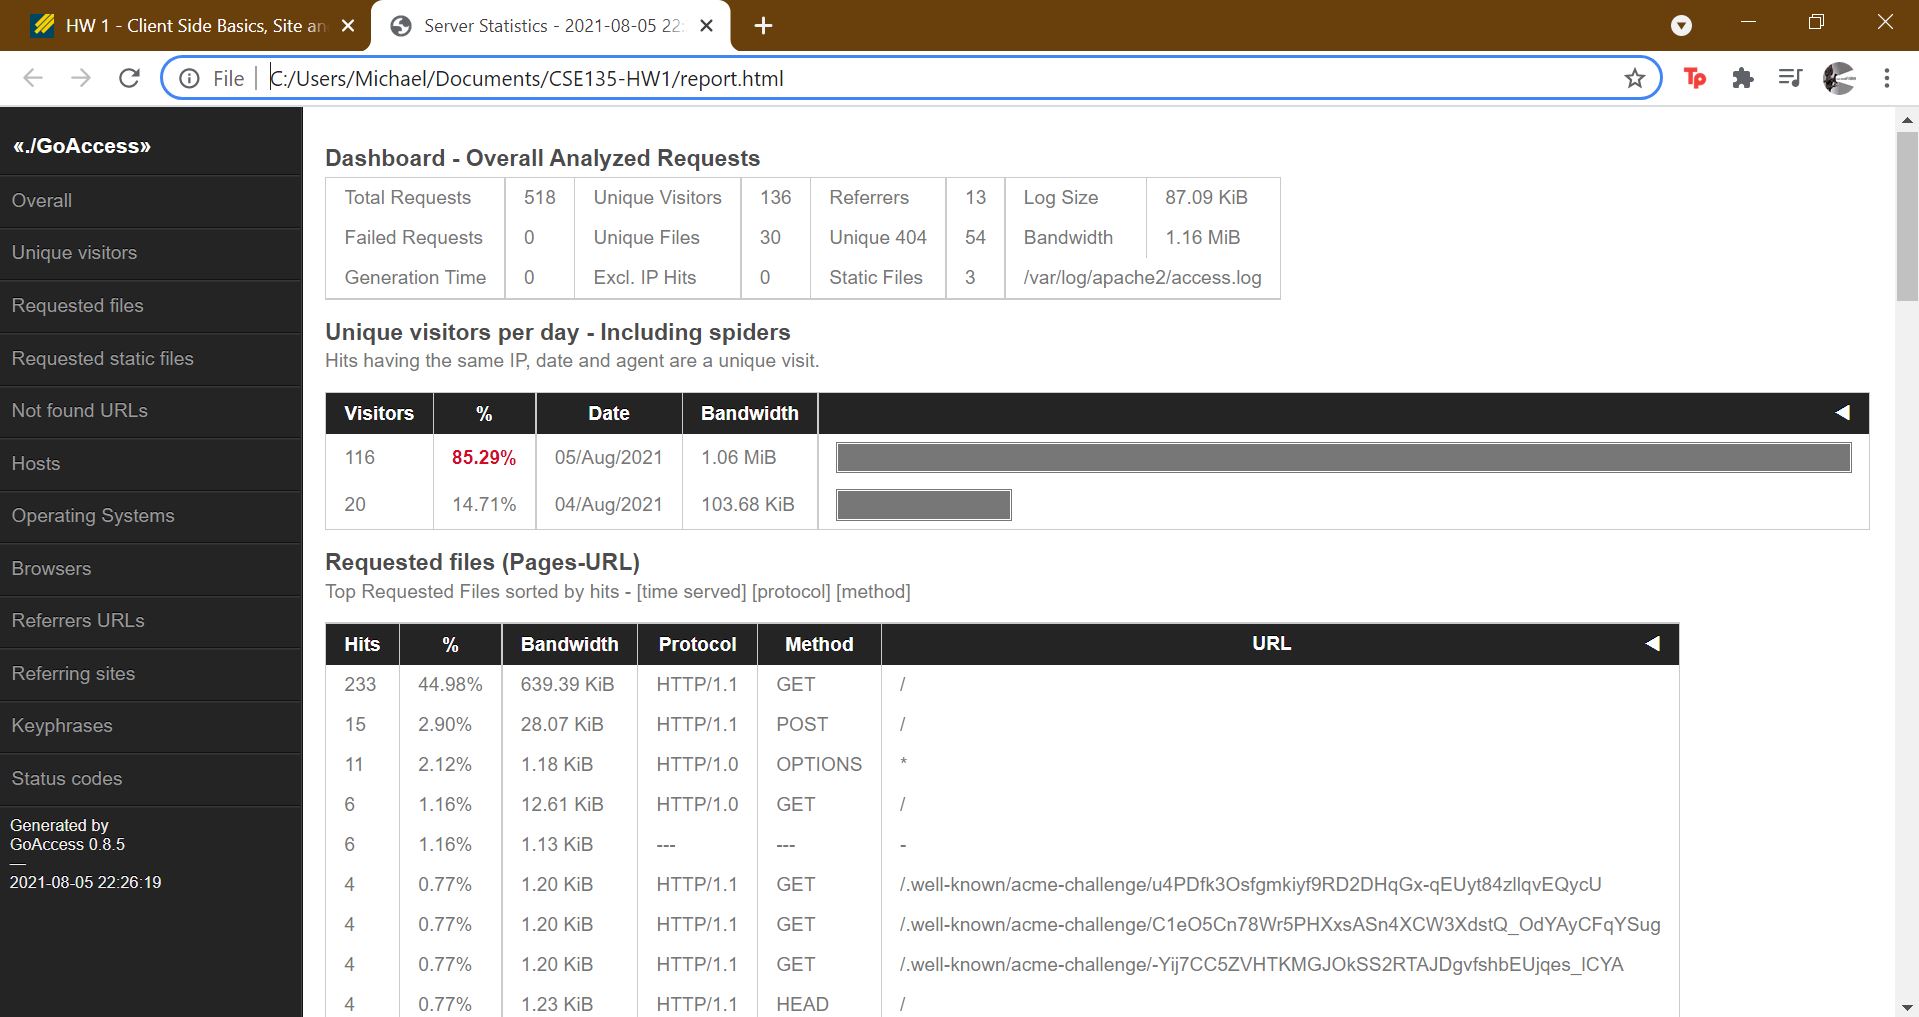 HW 1 - Client Side Basics, Site an
Server Statistics - 2021-08-05 22:
File C:/Users/Michael/Documents/CSE135-HW1/report.html
Tp
«./GoAccess»
Overall
Unique visitors
Requested files
Requested static files
Not found URLs
Hosts
Operating Systems
Browsers
Referrers URLs
Referring sites
Keyphrases
Status codes
Generated by
GoAccess 0.8.5
—
2021-08-05 22:26:19
Dashboard - Overall Analyzed Requests
Total Requests 518 Unique Visitors 136 Referrers 13 Log Size 87.09 KiB
Failed Requests 0 Unique Files 30 Unique 404 54 Bandwidth 1.16 MiB
Generation Time 0 Excl. IP Hits 0 Static Files 3 /var/log/apache2/access.log
Unique visitors per day - Including spiders
Hits having the same IP, date and agent are a unique visit.
Visitors % Date Bandwidth
116 85.29% 05/Aug/2021 1.06 MiB
20 14.71% 04/Aug/2021 103.68 KiB
Requested files (Pages-URL)
Top Requested Files sorted by hits - [time served] [protocol] [method]
Hits % Bandwidth Protocol Method URL
233 44.98% 639.39 KiB HTTP/1.1 GET /
15 2.90% 28.07 KiB HTTP/1.1 POST /
11 2.12% 1.18 KiB HTTP/1.0 OPTIONS *
6 1.16% 12.61 KiB HTTP/1.0 GET /
6 1.16% 1.13 KiB --- --- -
4 0.77% 1.20 KiB HTTP/1.1 GET /.well-known/acme-challenge/u4PDfk3Osfgmkiyf9RD2DHqGx-qEUyt84zllqvEQycU
4 0.77% 1.20 KiB HTTP/1.1 GET /.well-known/acme-challenge/C1eO5Cn78Wr5PHXxsASn4XCW3XdstQ_OdYAyCFqYSug
4 0.77% 1.20 KiB HTTP/1.1 GET /.well-known/acme-challenge/-Yij7CC5ZVHTKMGJOkSS2RTAJDgvfshbEUjqes_lCYA
4 0.77% 1.23 KiB HTTP/1.1 HEAD /